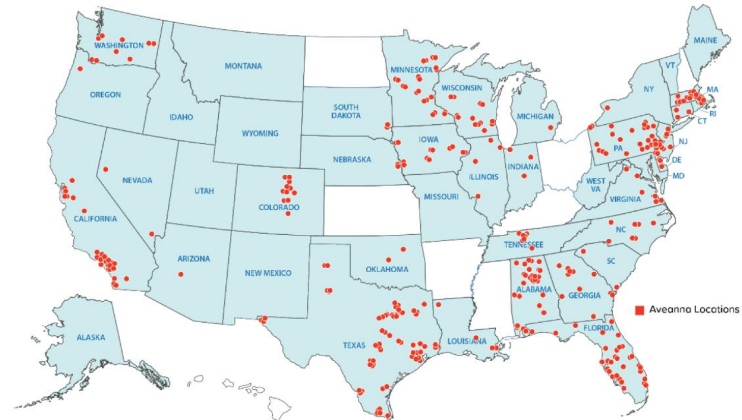 WASHINGTON
MONTANA
MAINE
VT
MINNESOTA
OREGON
IDAHO
SOUTH
DAKOTA
WISCONSIN
MICHIGAN
NY
MA
RI
CT
WYOMING
IOWA
PA
NJ
NEBRASKA
NEVADA
UTAH
COLORADO
ILLINOIS
INDIANA
WEST
VA
DE
MD
MISSOURI
VIRGINIA
CALIFORNIA
ARIZONA
NEW MEXICO
OKLAHOMA
TENNESSEE
NC
SC
ALABAMA
GEORGIA
Aveanna Locations
ALASKA
TEXAS
LOUISIANA
FLORIDA